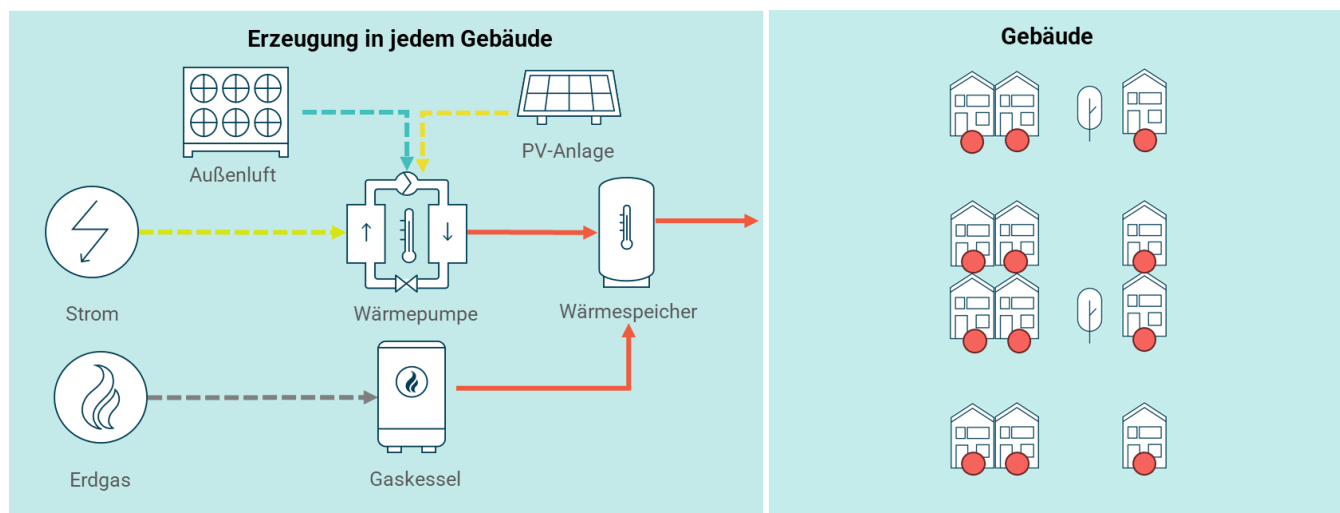 Erzeugung in jedem Gebäude
Gebäude
Außenluft
PV-Anlage
Strom
Wärmepumpe
Wärmespeicher
Erdgas
Gaskessel